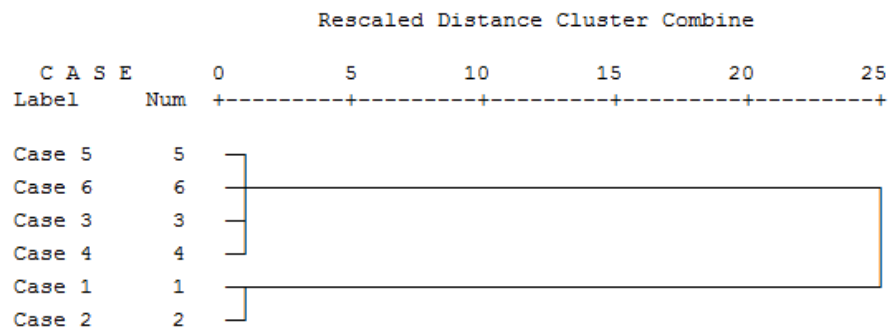 Rescaled Distance Cluster Combine
C A S E 0 5 10 15 20 25
Label Num +---------+---------+---------+---------+---------+
Case 5 5
Case 6 6
Case 3 3
Case 4 4
Case 1 1
Case 2 2